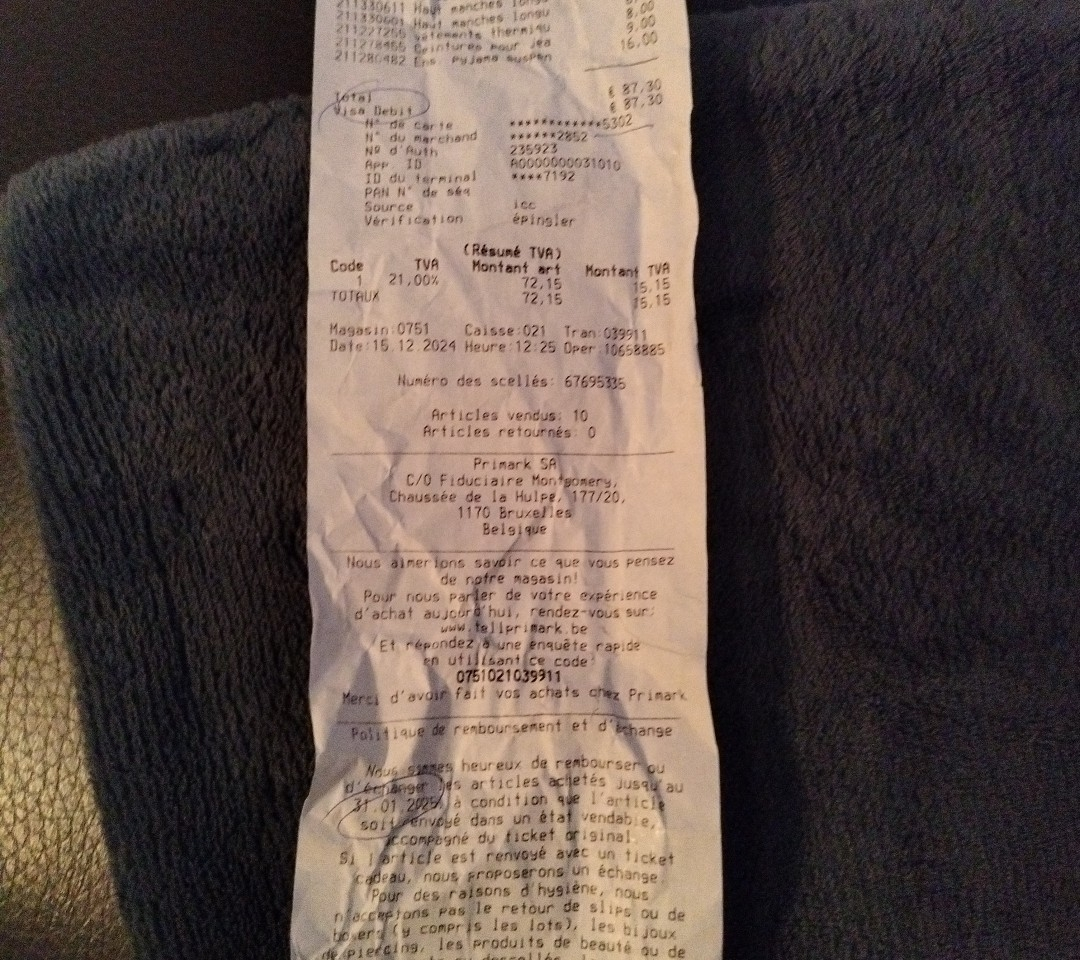 211330611 Haut manches longu
211330601 Haut manches longu 8,00
211227255 Vetements thermiqu 9,00
211278465 Ceintures pour jea 16,00
211280482 Ens. pyjama suspen
Total € 87,30
Visa Debit € 87,30
N° de carte ************5302
N° du marchand ******2852
Nº d'Auth 235923
App. ID A0000000031010
ID du terminal ****7192
PAN N° de séq
Source icc
Vérification épingler
(Résumé TVA)
Code TVA Montant art Montant TVA
1 21,00% 72,15 15,15
TOTAUX 72,15 15,15
Magasin:0751 Caisse:021 Tran:039911
Date:15.12.2024 Heure:12:25 Oper:10658885
Numéro des scellés: 67695335
Articles vendus: 10
Articles retournés: 0
Primark SA
C/O Fiduciaire Montgomery,
Chaussée de la Hulpe, 177/20,
1170 Bruxelles
Belgique
Nous aimerions savoir ce que vous pensez
de notre magasin!
Pour nous parler de votre expérience
d'achat aujourd'hui, rendez-vous sur:
www.tellprimark.be
Et répondez à une enquête rapide
en utilisant ce code:
0751021039911
Merci d'avoir fait vos achats chez Primark
Politique de remboursement et d'échange
Nous sommes heureux de rembourser ou
d'échanger les articles achetés jusqu'au
31.01.2025, à condition que l'article
soit envoyé dans un état vendable,
accompagné du ticket original.
Si l'article est renvoyé avec un ticket
cadeau, nous proposerons un échange
Pour des raisons d'hygiène, nous
n'acceptons pas le retour de slips ou de
boxers (y compris les lots), les bijoux
de piercing, les produits de beauté ou de